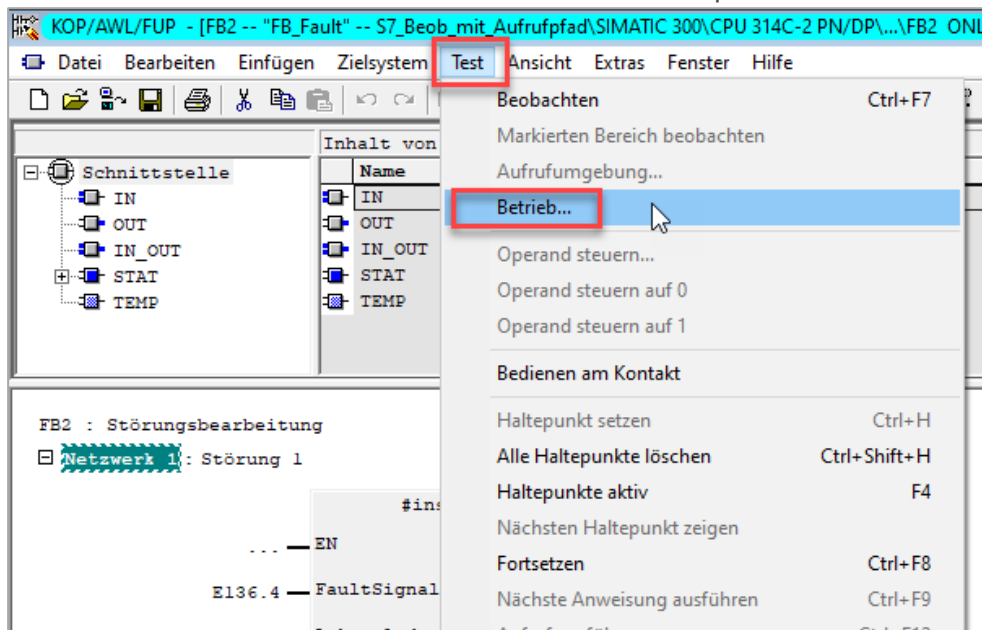 KOP/AWL/FUP - [FB2 -- "FB_Fault" -- S7_Beob_mit_Aufrufpfad\SIMATIC 300\CPU 314C-2 PN/DP\...\FB2 ONL
Datei Bearbeiten Einfügen Zielsystem Test Ansicht Extras Fenster Hilfe
Inhalt von
Name
Schnittstelle
IN
OUT
IN_OUT
STAT
TEMP
IN
OUT
IN_OUT
STAT
TEMP
Beobachten Ctrl+F7
Markierten Bereich beobachten
Aufrufumgebung...
Betrieb...
Operand steuern...
Operand steuern auf 0
Operand steuern auf 1
Bedienen am Kontakt
Haltepunkt setzen Ctrl+H
Alle Haltepunkte löschen Ctrl+Shift+H
Haltepunkte aktiv F4
Nächsten Haltepunkt zeigen
Fortsetzen Ctrl+F8
Nächste Anweisung ausführen Ctrl+F9
FB2 : Störungsbearbeitung
Netzwerk 1 : Störung 1
#ins
... EN
E136.4 FaultSignal